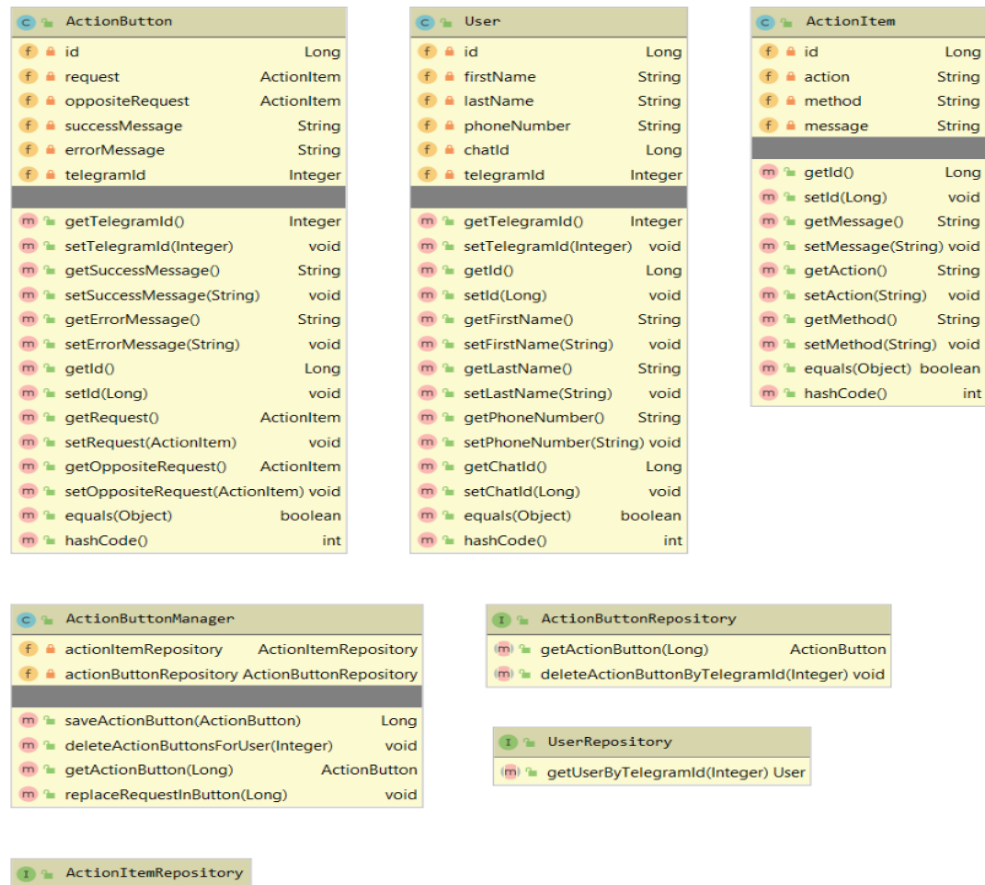 ActionButton
id Long
request ActionItem
oppositeRequest ActionItem
successMessage String
errorMessage String
telegramId Integer
getTelegramId() Integer
setTelegramId(Integer) void
getSuccessMessage() String
setSuccessMessage(String) void
getErrorMessage() String
setErrorMessage(String) void
getId() Long
setId(Long) void
getRequest() ActionItem
setRequest(ActionItem) void
getOppositeRequest() ActionItem
setOppositeRequest(ActionItem) void
equals(Object) boolean
hashCode() int
User
id Long
firstName String
lastName String
phoneNumber String
chatId Long
telegramId Integer
getTelegramId() Integer
setTelegramId(Integer) void
getId() Long
setId(Long) void
getFirstName() String
setFirstName(String) void
getLastName() String
setLastName(String) void
getPhoneNumber() String
setPhoneNumber(String) void
getChatId() Long
setChatId(Long) void
equals(Object) boolean
hashCode() int
ActionItem
id Long
action String
method String
message String
getId() Long
setId(Long) void
getMessage() String
setMessage(String) void
getAction() String
setAction(String) void
getMethod() String
setMethod(String) void
equals(Object) boolean
hashCode() int
ActionButtonManager
actionItemRepository ActionItemRepository
actionButtonRepository ActionButtonRepository
saveActionButton(ActionButton) Long
deleteActionButtonsForUser(Integer) void
getActionButton(Long) ActionButton
replaceRequestInButton(Long) void
ActionButtonRepository
getActionButton(Long) ActionButton
deleteActionButtonByTelegramId(Integer) void
UserRepository
getUserByTelegramId(Integer) User
ActionItemRepository